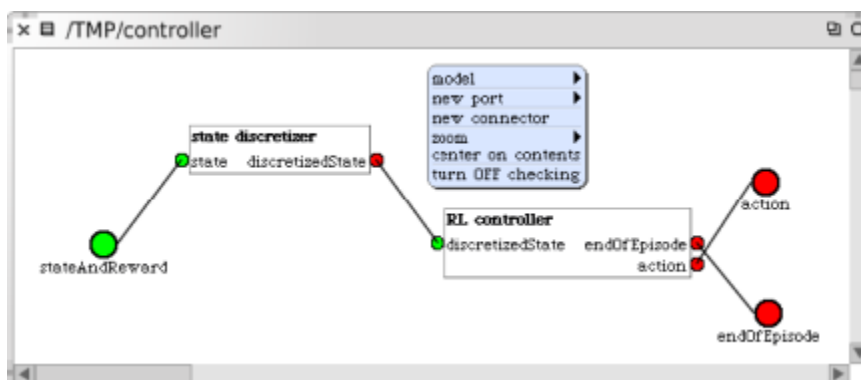 /TMP/controller
model
new port
new connector
zoom
center on contents
turn OFF checking
state discretizer
state discretizedState
RL controller
discretizedState endOfEpisode
action
action
stateAndReward
endOfEpisode